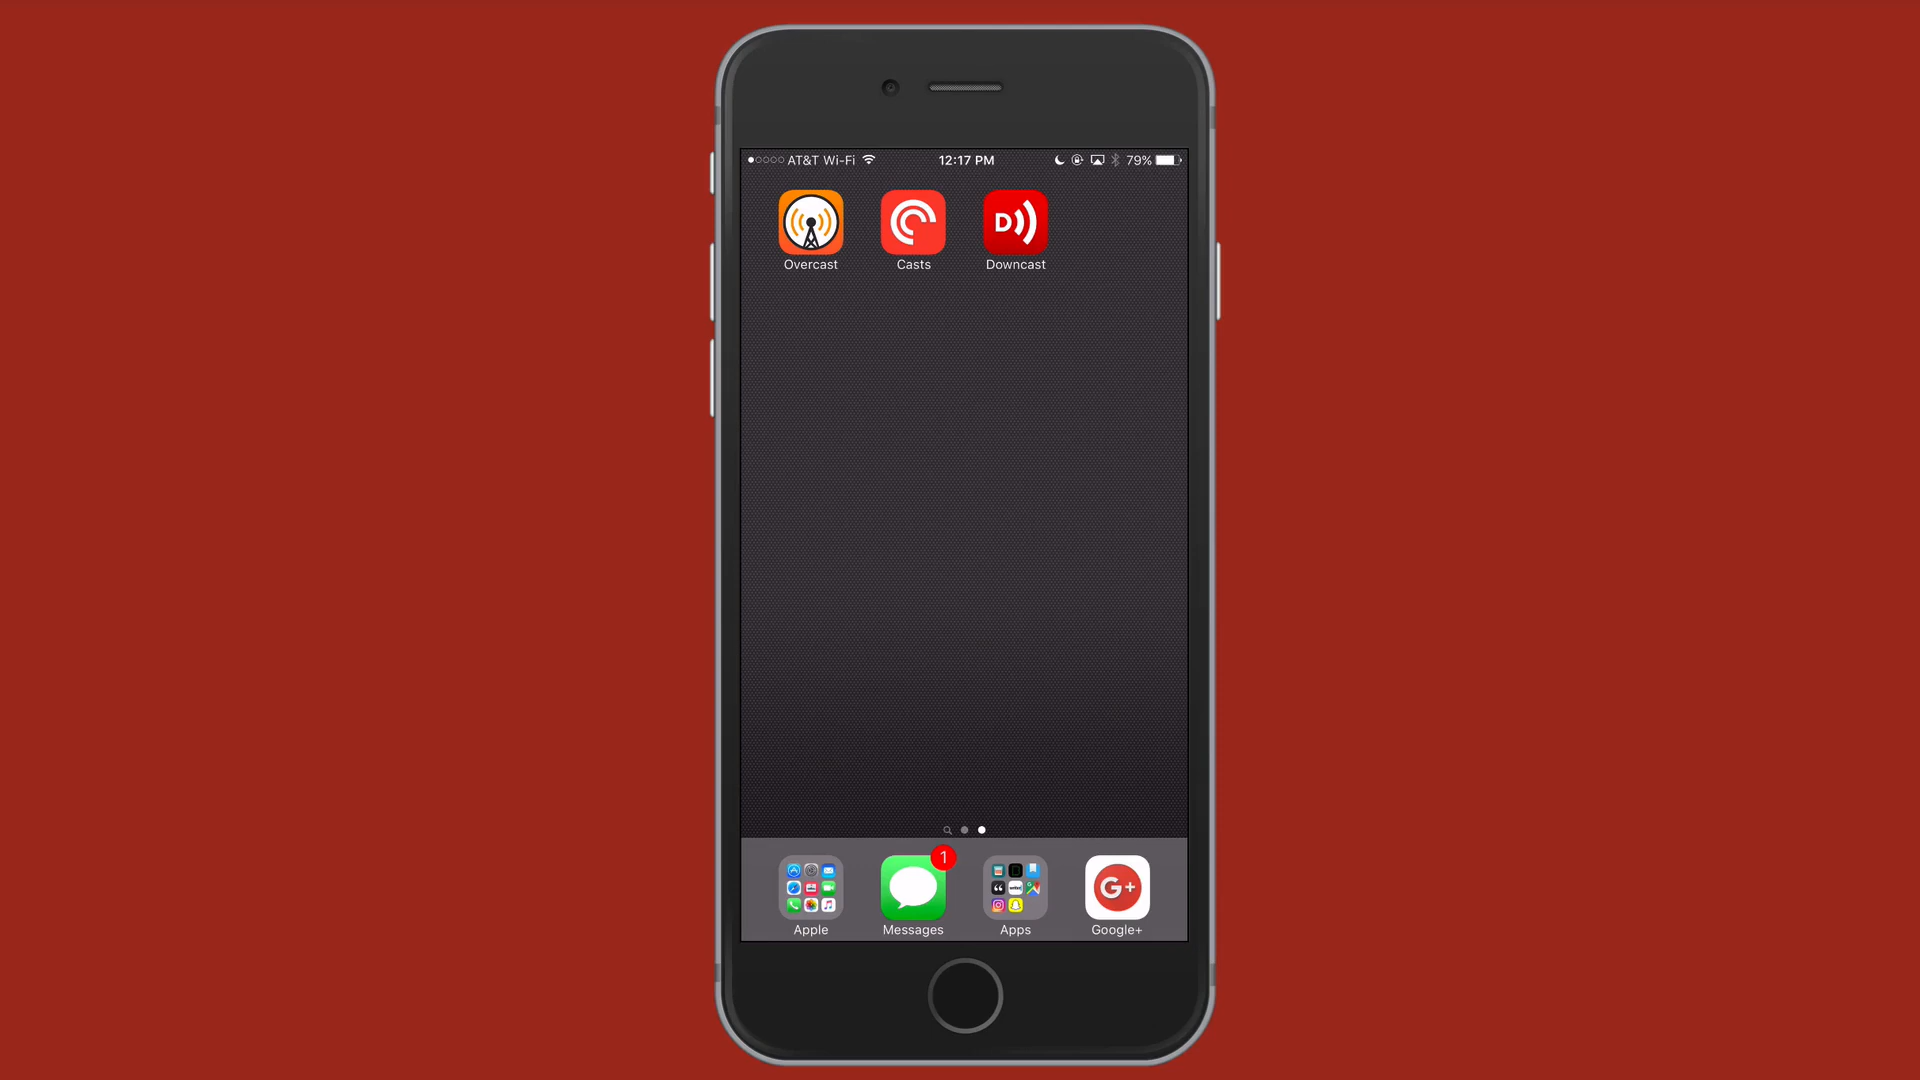 AT&T Wi-Fi 12:17 PM 79%
D
Overcast Casts Downcast
1
G+
Apple Messages Apps Google+